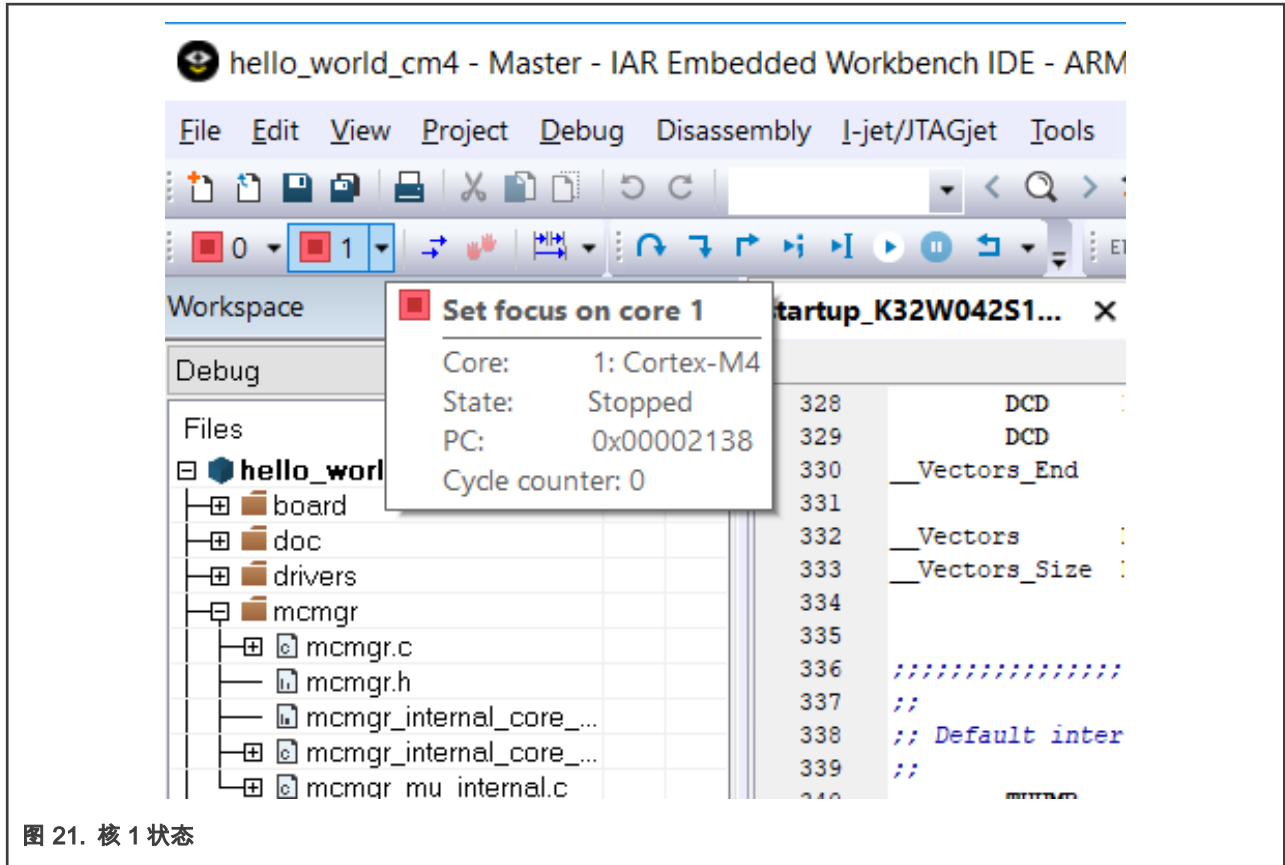 hello_world_cm4 - Master - IAR Embedded Workbench IDE - ARM
File Edit View Project Debug Disassembly I-jet/JTAGjet Tools
0 1
Workspace
Set focus on core 1
Core: 1: Cortex-M4
State: Stopped
PC: 0x00002138
Cycle counter: 0
Debug
Files
hello_worl
board
doc
drivers
mcmgr
mcmgr.c
mcmgr.h
mcmgr_internal_core_...
mcmgr_internal_core_...
mcmgr_mu_internal.c
startup_K32W042S1...
328 DCD
329 DCD
330 __Vectors_End
331
332 __Vectors
333 __Vectors_Size
334
335
336 ;;;;;;;;;;;;;;;;
337 ;;
338 ;; Default inter
339 ;;
图 21. 核 1 状态